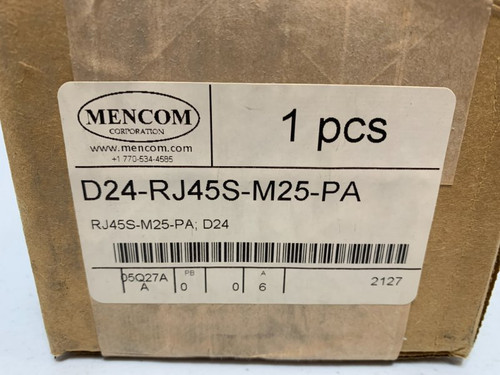 MENCOM
CORPORATION
www.mencom.com
+1 770-534-4585
1 pcs
D24-RJ45S-M25-PA
RJ45S-M25-PA; D24
05Q27A PB A
A 0 0 6 2127